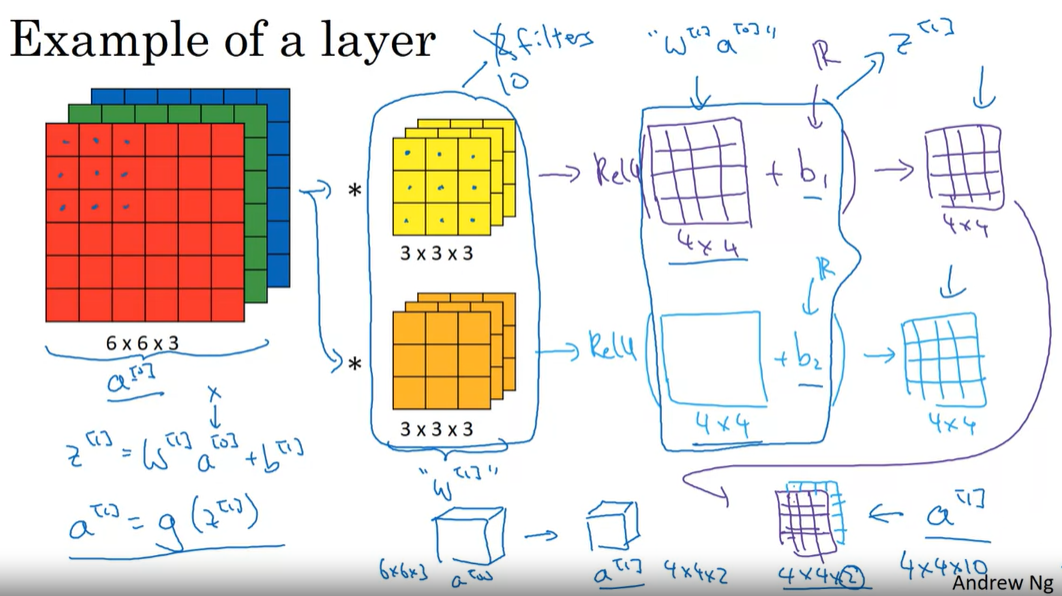 Example of a layer
2 filters
10
"W^[1] a^[0]"
ℝ
z^[1]
*
→ ReLU ( + b₁ ) →
3 x 3 x 3
4x4
4x4
ℝ
6 x 6 x 3
a^[0]
*
→ ReLU ( + b₂ ) →
3 x 3 x 3
4x4
4x4
x
z^[1] = W^[1] a^[0] + b^[1]
"W^[1]"
a^[1] = g(z^[1])
← a^[1]
6x6x3
a^[0]
→
a^[1]
4x4x2
4x4x2
4x4x10
Andrew Ng